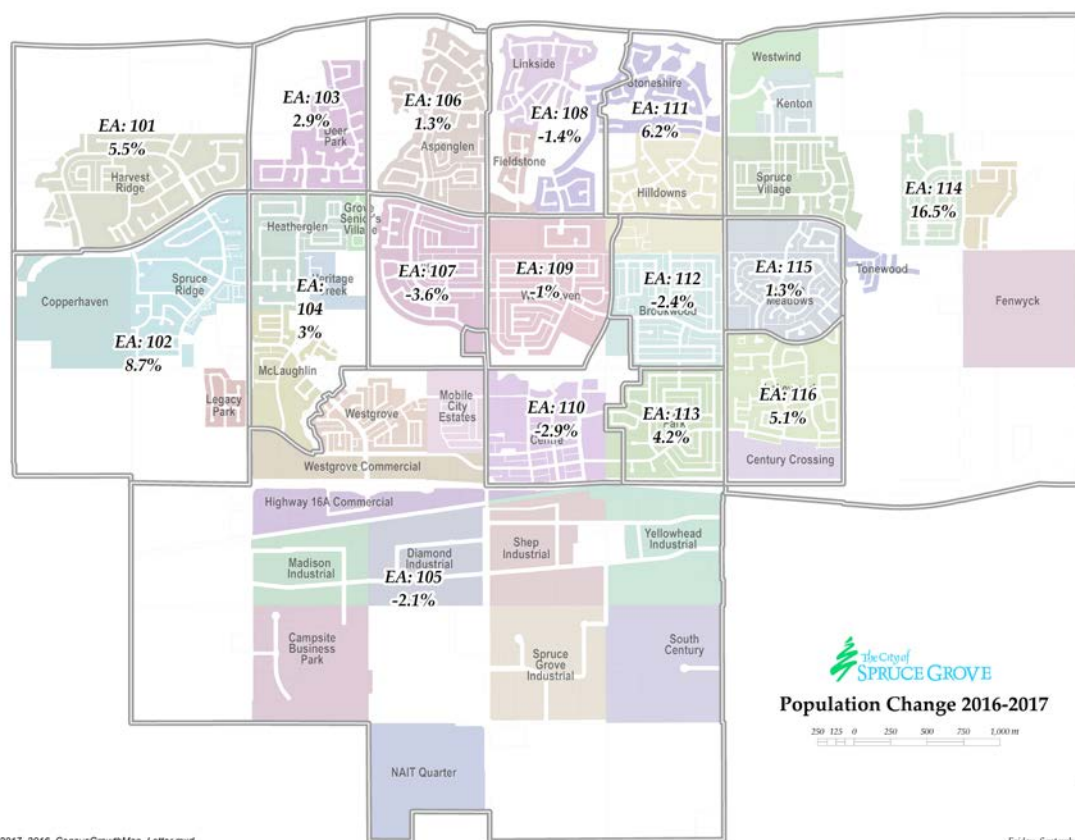 Westwind
Linkside
Stoneshire
EA: 103
2.9%
Deer
Park
EA: 106
1.3%
Aspenglen
EA: 108
-1.4%
Fieldstone
EA: 111
6.2%
Hilldowns
Kenton
EA: 101
5.5%
Harvest
Ridge
Spruce
Village
EA: 114
16.5%
Heatherglen
Grove
Senior's
Village
Copperhaven
Spruce
Ridge
EA: 102
8.7%
Heritage
Creek
EA:
104
3%
EA: 107
-3.6%
EA: 109
-1%
EA: 112
-2.4%
Brookwood
EA: 115
1.3%
Meadows
Tonewood
Fenwyck
McLaughlin
Legacy
Park
Westgrove
Mobile
City
Estates
EA: 110
-2.9%
Centre
EA: 113
Park
4.2%
EA: 116
5.1%
Century Crossing
Westgrove Commercial
Highway 16A Commercial
Madison
Industrial
Diamond
Industrial
EA: 105
-2.1%
Shep
Industrial
Yellowhead
Industrial
Campsite
Business
Park
Spruce
Grove
Industrial
South
Century
NAIT Quarter
The City of
SPRUCE GROVE
Population Change 2016-2017
250 125 0 250 500 750 1,000 m